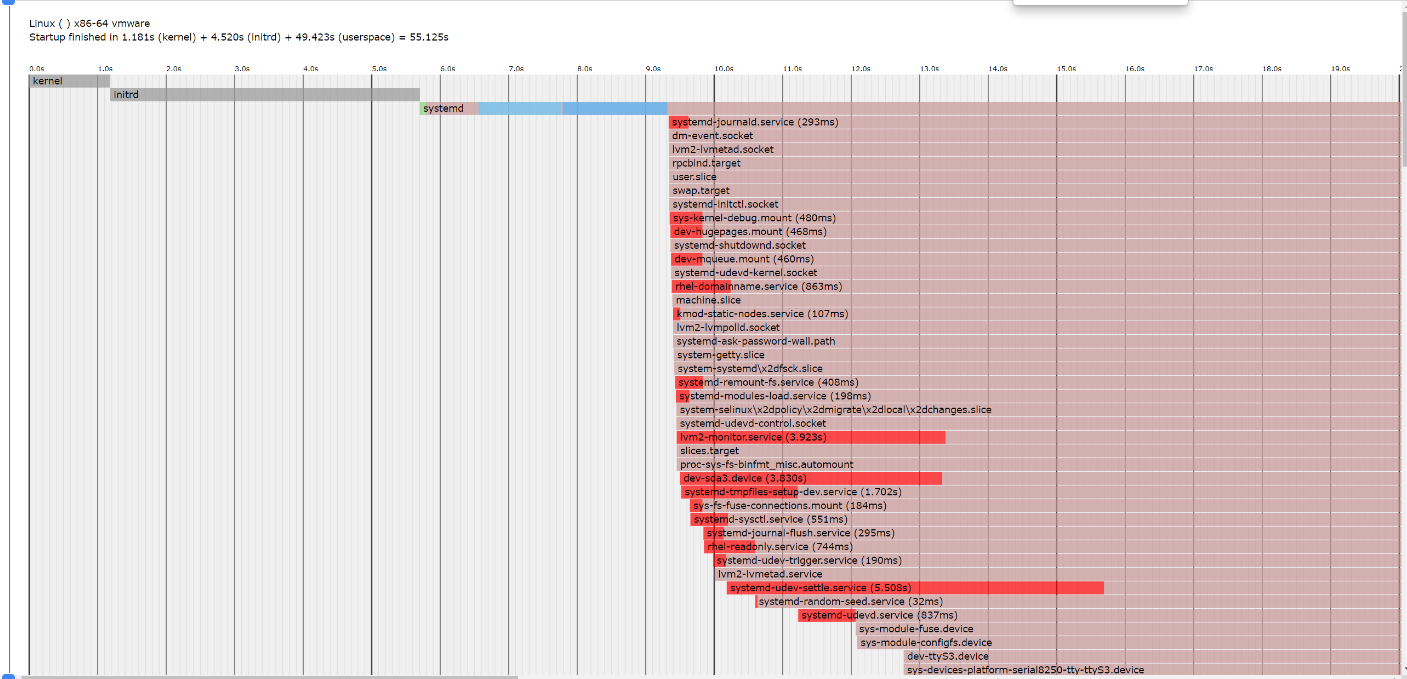 Linux ( ) x86-64 vmware
Startup finished in 1.181s (kernel) + 4.520s (initrd) + 49.423s (userspace) = 55.125s
0.0s 1.0s 2.0s 3.0s 4.0s 5.0s 6.0s 7.0s 8.0s 9.0s 10.0s 11.0s 12.0s 13.0s 14.0s 15.0s 16.0s 17.0s 18.0s 19.0s
kernel
initrd
systemd
systemd-journald.service (293ms)
dm-event.socket
lvm2-lvmetad.socket
rpcbind.target
user.slice
swap.target
systemd-initctl.socket
sys-kernel-debug.mount (480ms)
dev-hugepages.mount (468ms)
systemd-shutdownd.socket
dev-mqueue.mount (460ms)
systemd-udevd-kernel.socket
rhel-domainname.service (863ms)
machine.slice
kmod-static-nodes.service (107ms)
lvm2-lvmpolld.socket
systemd-ask-password-wall.path
system-getty.slice
system-systemd\x2dfsck.slice
systemd-remount-fs.service (408ms)
systemd-modules-load.service (198ms)
system-selinux\x2dpolicy\x2dmigrate\x2dlocal\x2dchanges.slice
systemd-udevd-control.socket
lvm2-monitor.service (3.923s)
slices.target
proc-sys-fs-binfmt_misc.automount
dev-sda3.device (3.830s)
systemd-tmpfiles-setup-dev.service (1.702s)
sys-fs-fuse-connections.mount (184ms)
systemd-sysctl.service (551ms)
systemd-journal-flush.service (295ms)
rhel-readonly.service (744ms)
systemd-udev-trigger.service (190ms)
lvm2-lvmetad.service
systemd-udev-settle.service (5.508s)
systemd-random-seed.service (32ms)
systemd-udevd.service (837ms)
sys-module-fuse.device
sys-module-configfs.device
dev-ttyS3.device
sys-devices-platform-serial8250-tty-ttyS3.device